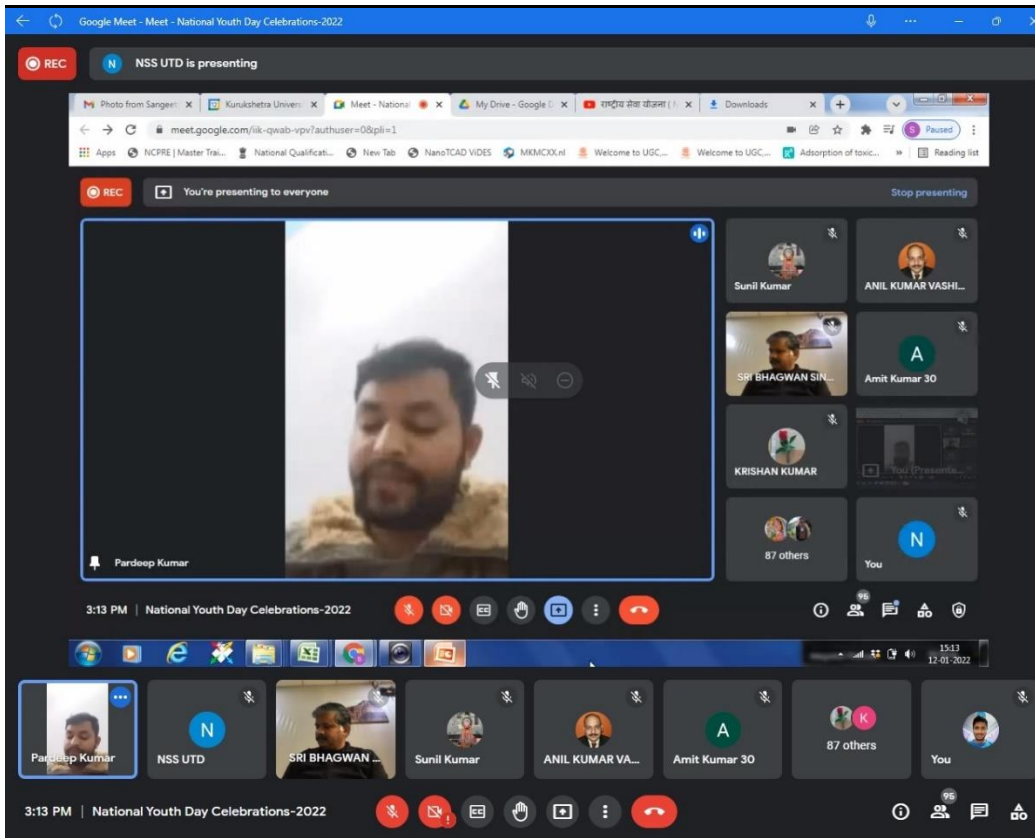 Google Meet - Meet - National Youth Day Celebrations-2022
REC
N
NSS UTD is presenting
Photo from Sangeet
Kurukshetra Univers
Meet - National
My Drive - Google D
राष्ट्रीय सेवा योजना (
Downloads
meet.google.com/iik-qwab-vpv?authuser=0&pli=1
S
Paused
Apps
NCPRE | Master Trai...
National Qualificati...
New Tab
NanoTCAD ViDES
MKMCXX.nl
Welcome to UGC,...
Welcome to UGC,...
Adsorption of toxic...
Reading list
REC
You're presenting to everyone
Stop presenting
Sunil Kumar
ANIL KUMAR VASHI...
SRI BHAGWAN SIN...
A
Amit Kumar 30
KRISHAN KUMAR
You (Presenta...
87 others
N
You
Pardeep Kumar
3:13 PM | National Youth Day Celebrations-2022
CC
95
15:13
12-01-2022
Pardeep Kumar
N
NSS UTD
SRI BHAGWAN ...
Sunil Kumar
ANIL KUMAR VA...
A
Amit Kumar 30
K
87 others
You
3:13 PM | National Youth Day Celebrations-2022
CC
95